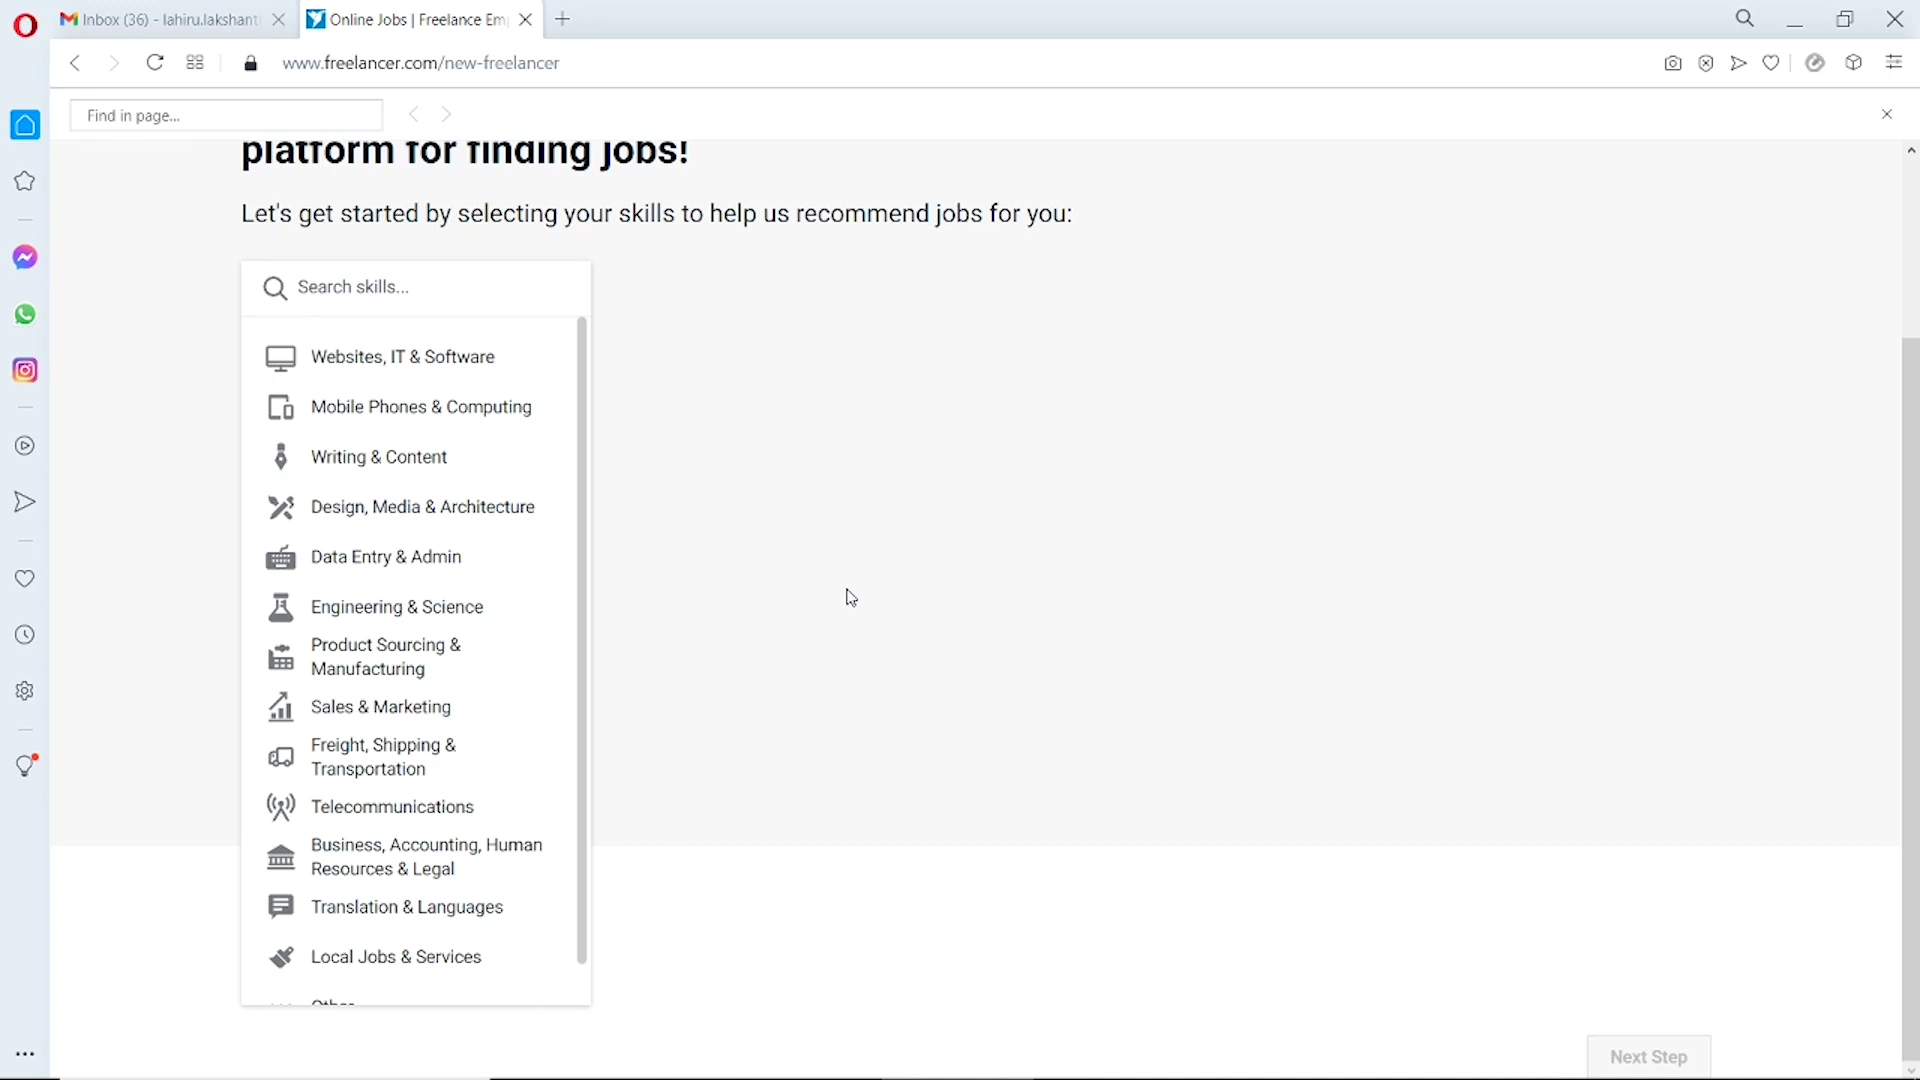 Inbox (36) - lahiru.lakshant
Online Jobs | Freelance Em
www.freelancer.com/new-freelancer
Find in page...
platform for finding jobs!
Let's get started by selecting your skills to help us recommend jobs for you:
Search skills...
Websites, IT & Software
Mobile Phones & Computing
Writing & Content
Design, Media & Architecture
Data Entry & Admin
Engineering & Science
Product Sourcing &
Manufacturing
Sales & Marketing
Freight, Shipping &
Transportation
Telecommunications
Business, Accounting, Human
Resources & Legal
Translation & Languages
Local Jobs & Services
Other
Next Step